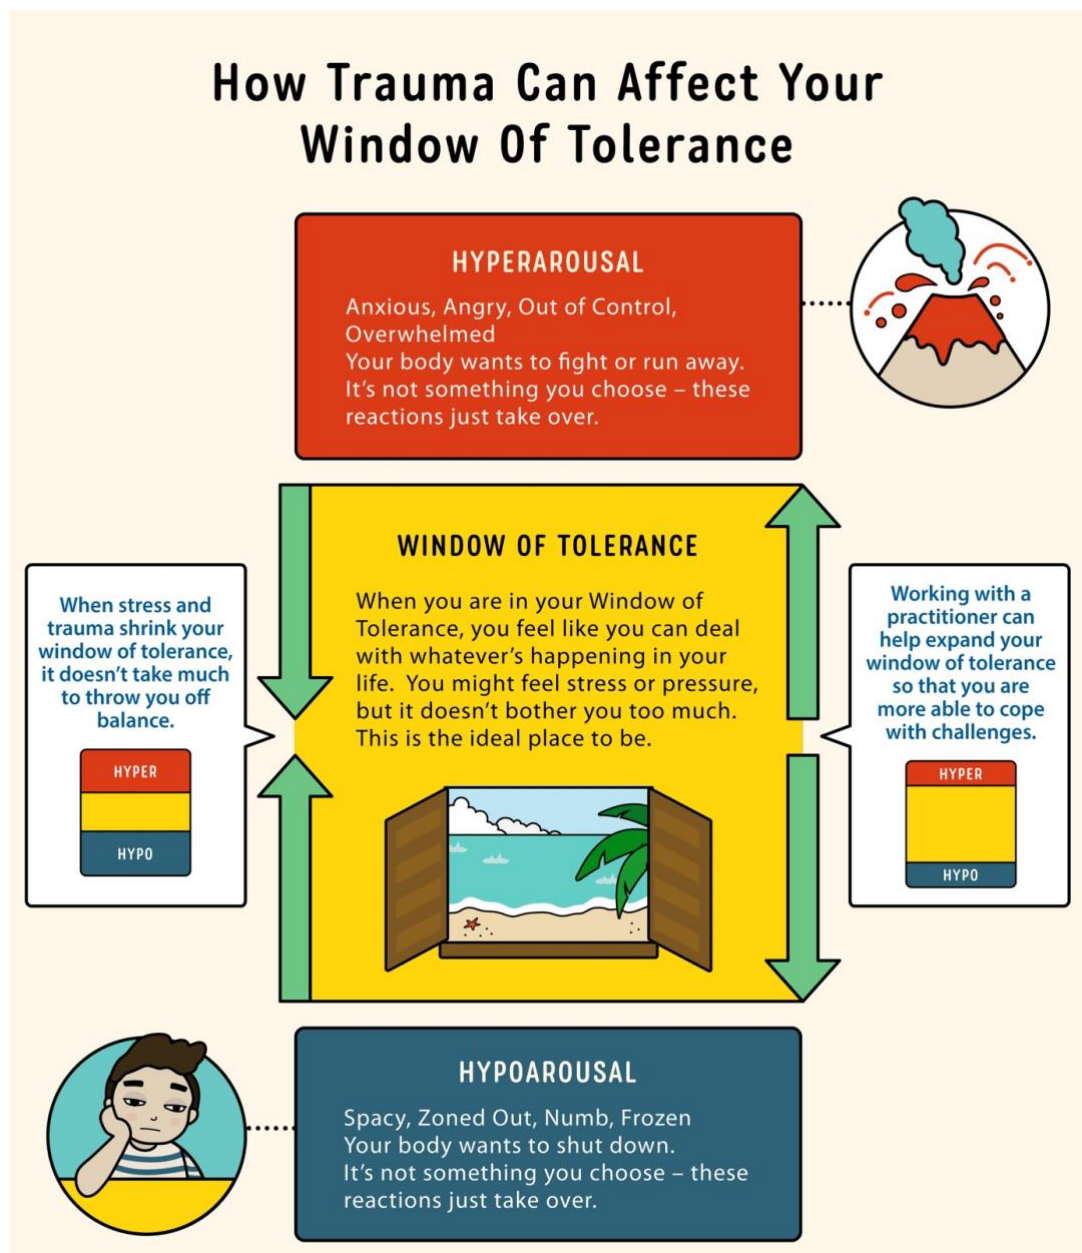 How Trauma Can Affect Your
Window Of Tolerance
HYPERAROUSAL
Anxious, Angry, Out of Control,
Overwhelmed
Your body wants to fight or run away.
It's not something you choose – these
reactions just take over.
WINDOW OF TOLERANCE
When you are in your Window of
Tolerance, you feel like you can deal
with whatever's happening in your
life. You might feel stress or pressure,
but it doesn't bother you too much.
This is the ideal place to be.
When stress and
trauma shrink your
window of tolerance,
it doesn't take much
to throw you off
balance.
HYPER
HYPO
Working with a
practitioner can
help expand your
window of tolerance
so that you are
more able to cope
with challenges.
HYPER
HYPO
HYPOAROUSAL
Spacy, Zoned Out, Numb, Frozen
Your body wants to shut down.
It's not something you choose – these
reactions just take over.